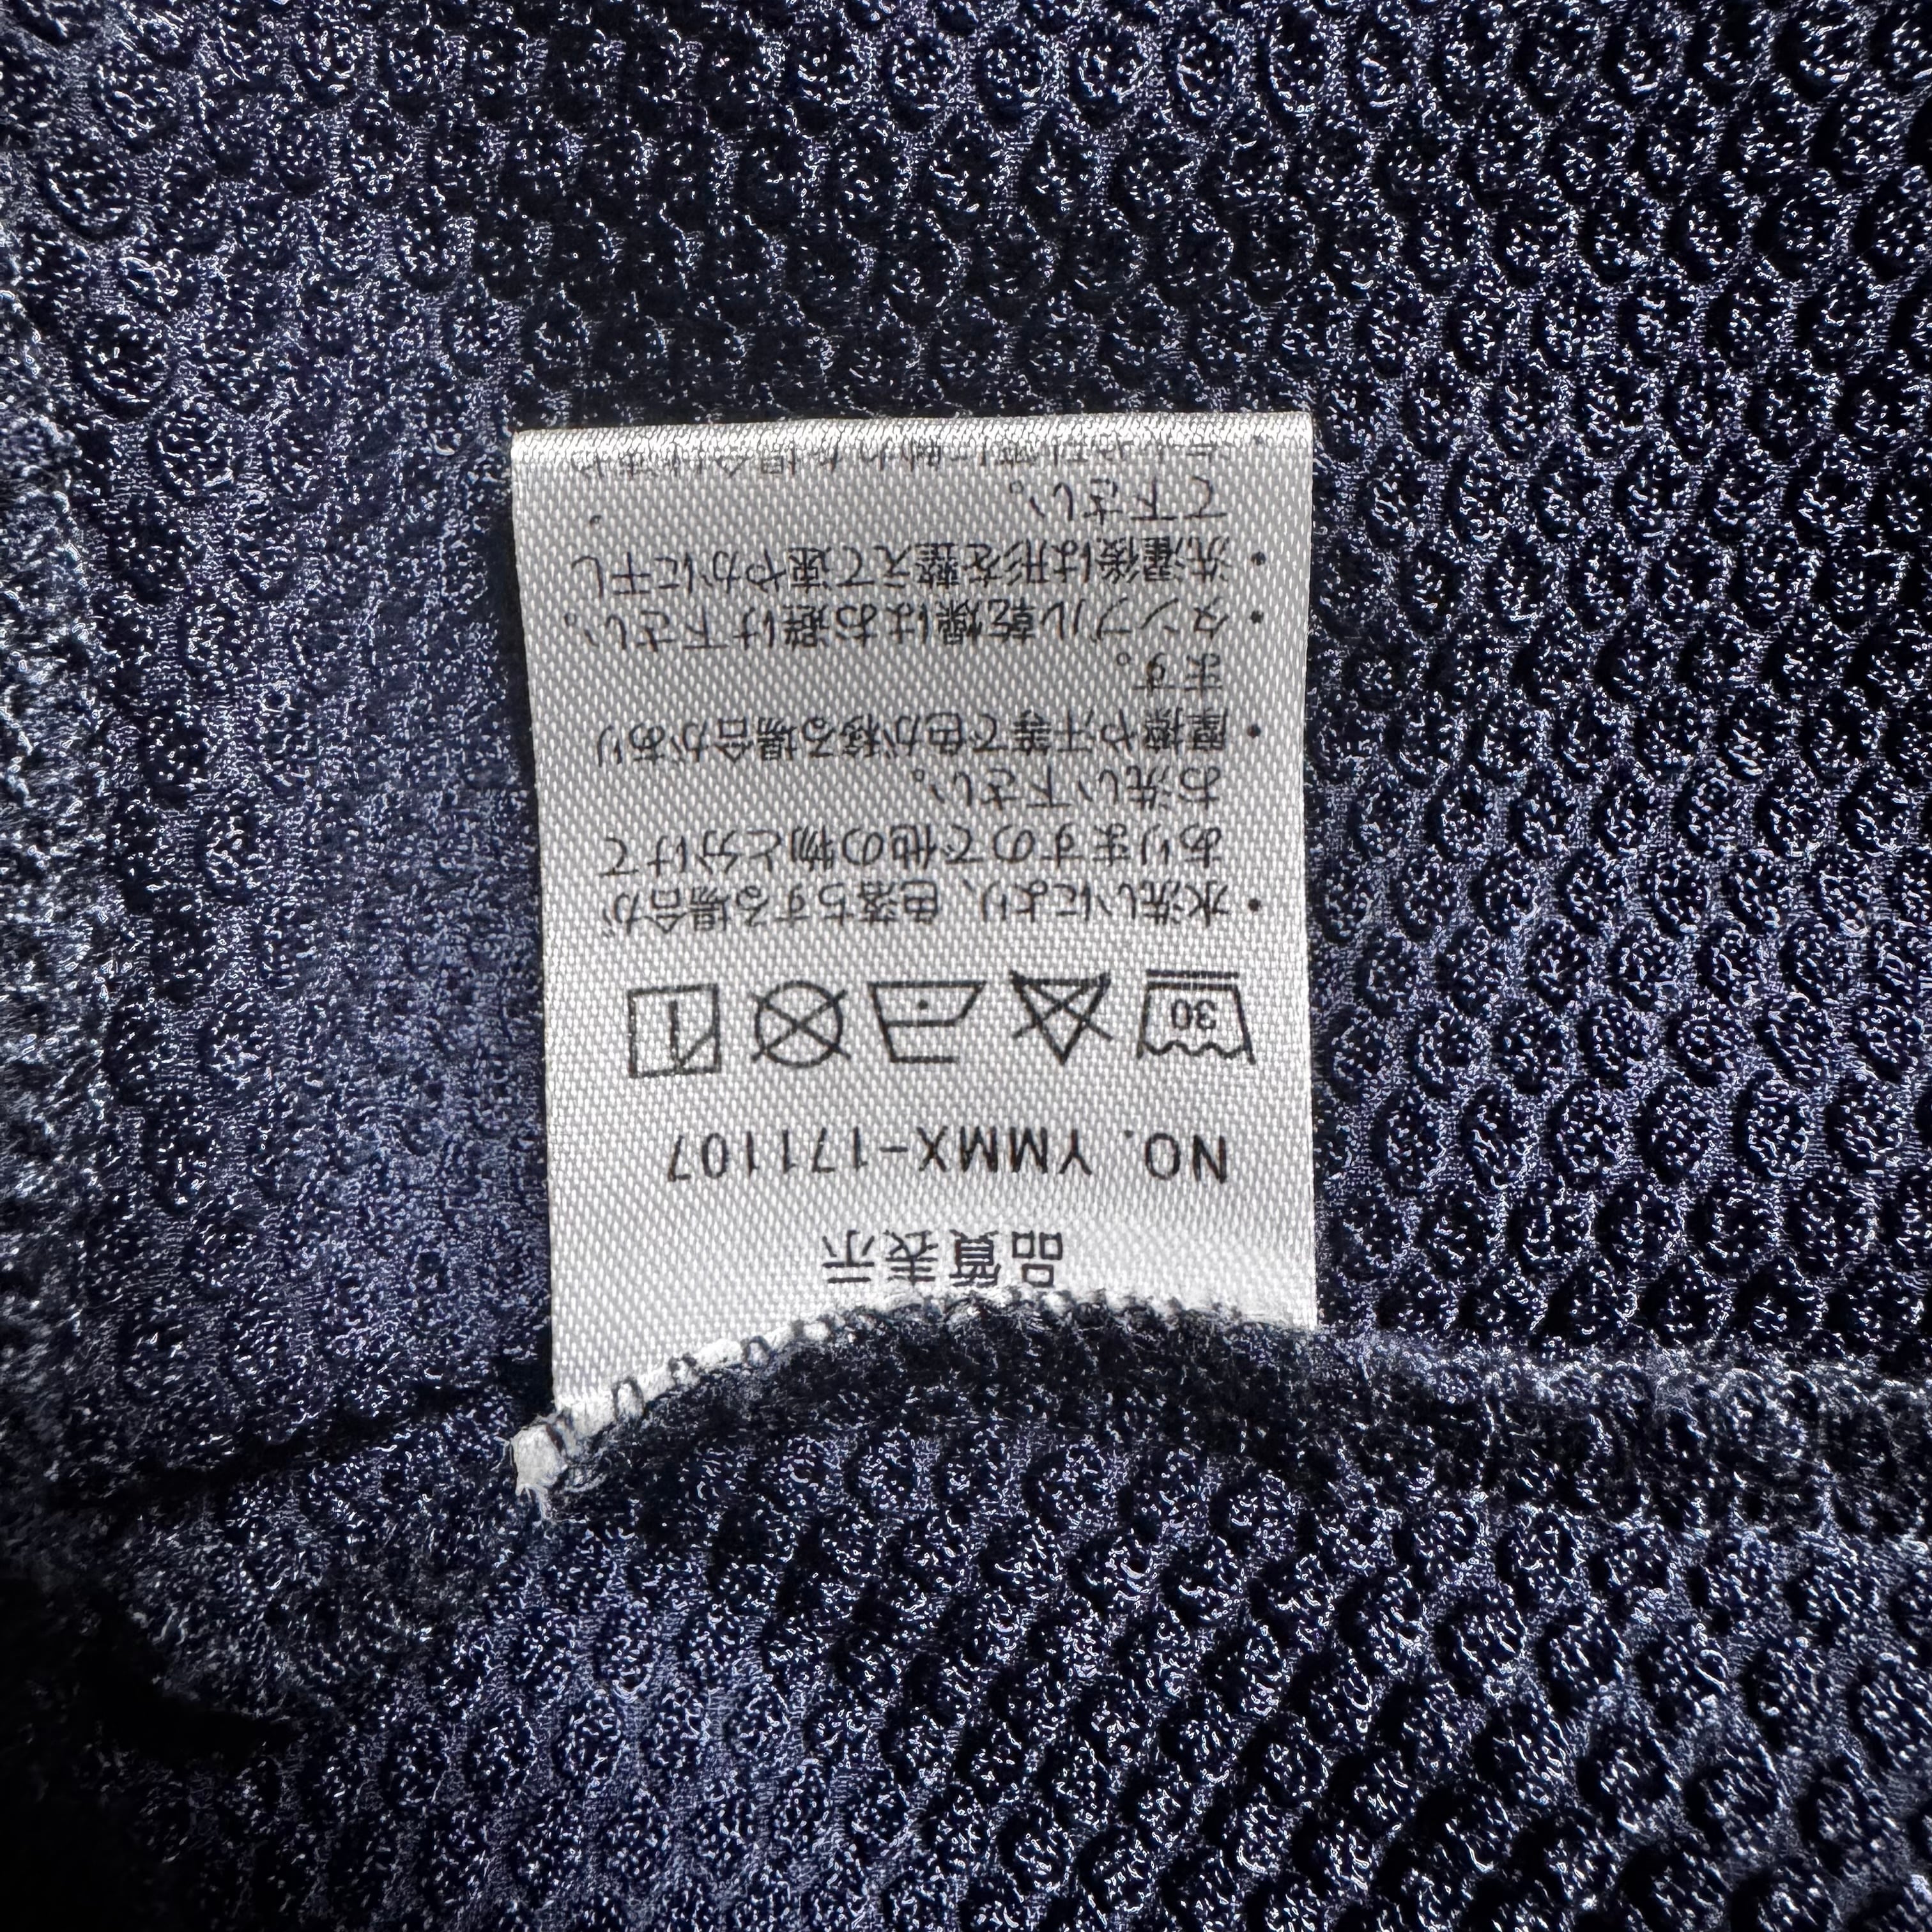 品質表示
NO. YMMX-171107
30
・水洗いにより、色落ちする場合が
ありますので他の物と分けて
お洗い下さい。
・摩擦や汗等で色が移る場合があり
ます。
・タンブル乾燥はお避け下さい。
・洗濯後は形を整えて速やかに干し
て下さい。